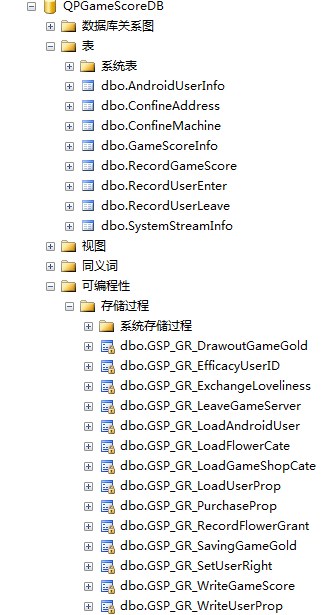 QPGameScoreDB
数据库关系图
表
系统表
dbo.AndroidUserInfo
dbo.ConfineAddress
dbo.ConfineMachine
dbo.GameScoreInfo
dbo.RecordGameScore
dbo.RecordUserEnter
dbo.RecordUserLeave
dbo.SystemStreamInfo
视图
同义词
可编程性
存储过程
系统存储过程
dbo.GSP_GR_DrawoutGameGold
dbo.GSP_GR_EfficacyUserID
dbo.GSP_GR_ExchangeLoveliness
dbo.GSP_GR_LeaveGameServer
dbo.GSP_GR_LoadAndroidUser
dbo.GSP_GR_LoadFlowerCate
dbo.GSP_GR_LoadGameShopCate
dbo.GSP_GR_LoadUserProp
dbo.GSP_GR_PurchaseProp
dbo.GSP_GR_RecordFlowerGrant
dbo.GSP_GR_SavingGameGold
dbo.GSP_GR_SetUserRight
dbo.GSP_GR_WriteGameScore
dbo.GSP_GR_WriteUserProp